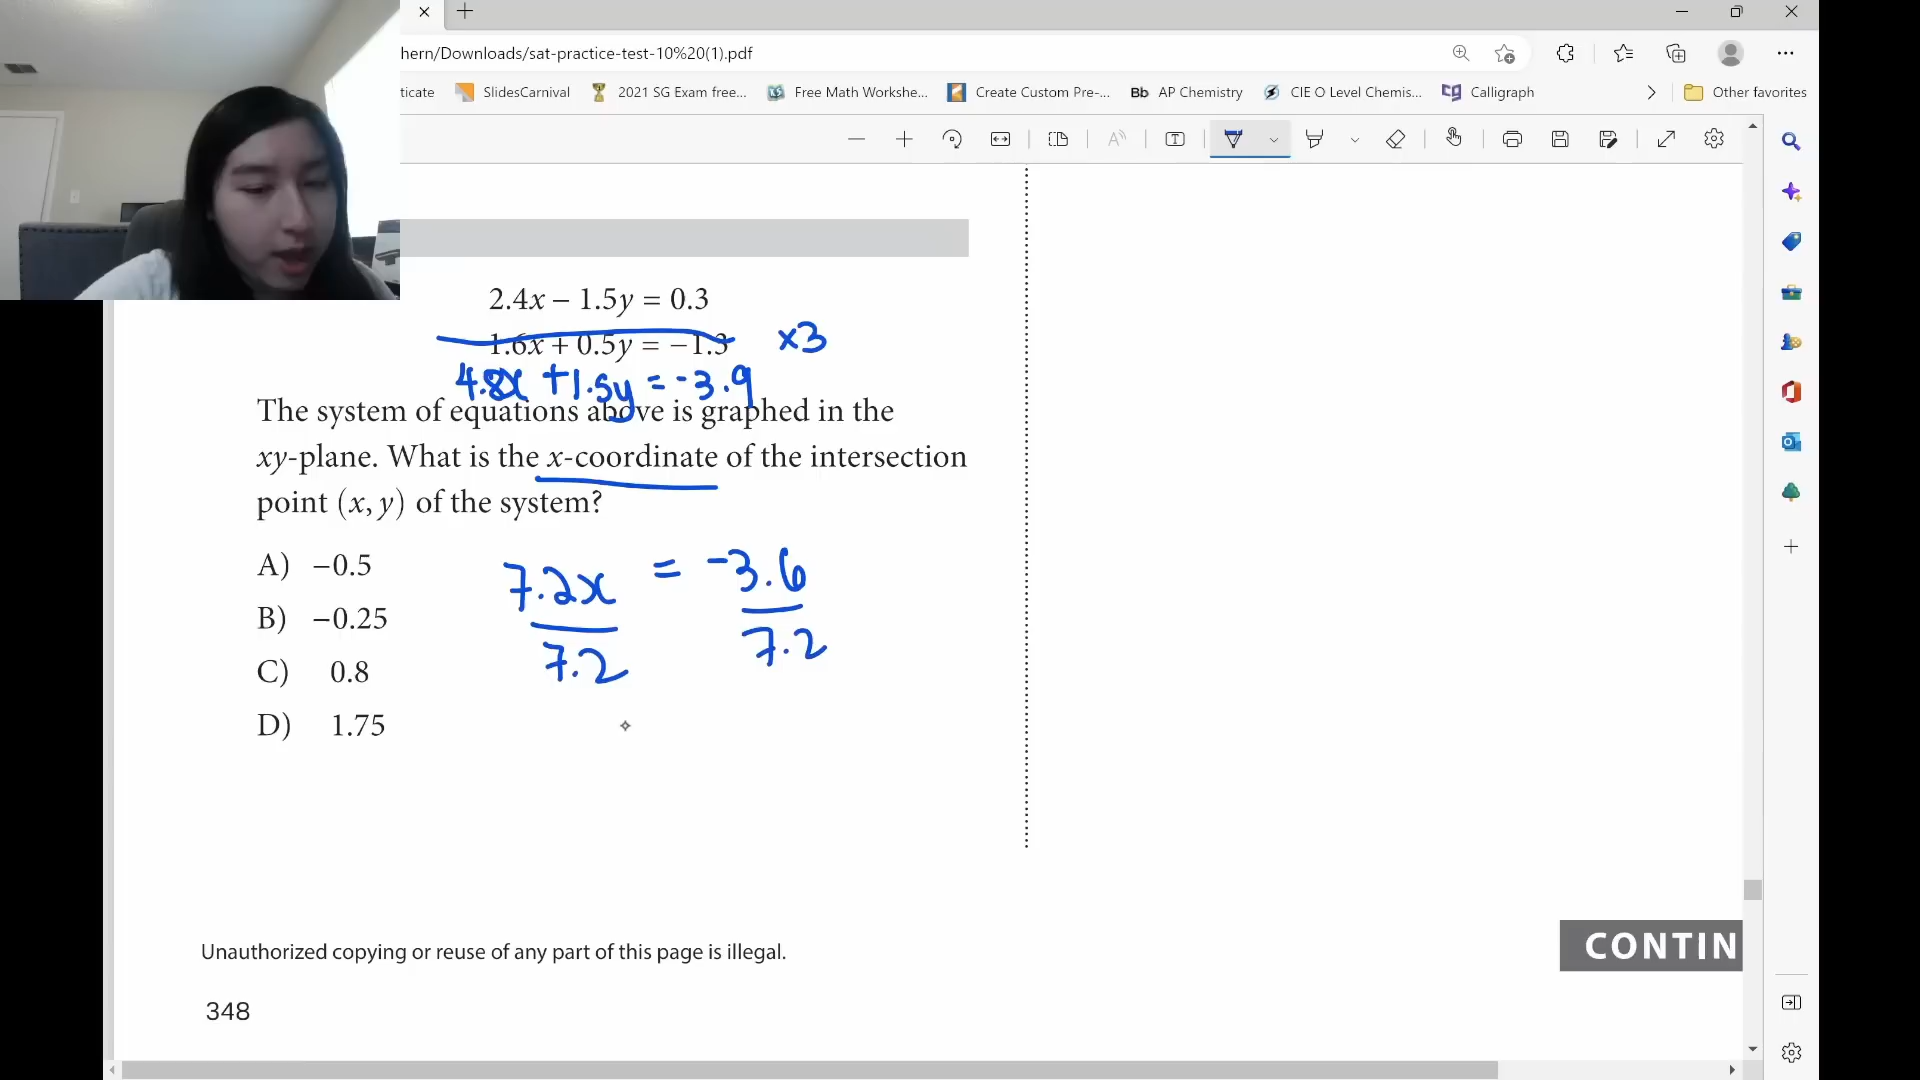 hern/Downloads/sat-practice-test-10%20(1).pdf
ticate SlidesCarnival 2021 SG Exam free... Free Math Workshe... Create Custom Pre-... Bb AP Chemistry CIE O Level Chemis... Calligraph Other favorites
2.4x − 1.5y = 0.3
1.6x + 0.5y = −1.3 x3
4.8x +1.5y = -3.9
The system of equations above is graphed in the
xy-plane. What is the x-coordinate of the intersection
point (x, y) of the system?
A) −0.5
B) −0.25
C) 0.8
D) 1.75
7.2x = -3.6
7.2 7.2
Unauthorized copying or reuse of any part of this page is illegal.
CONTIN
348